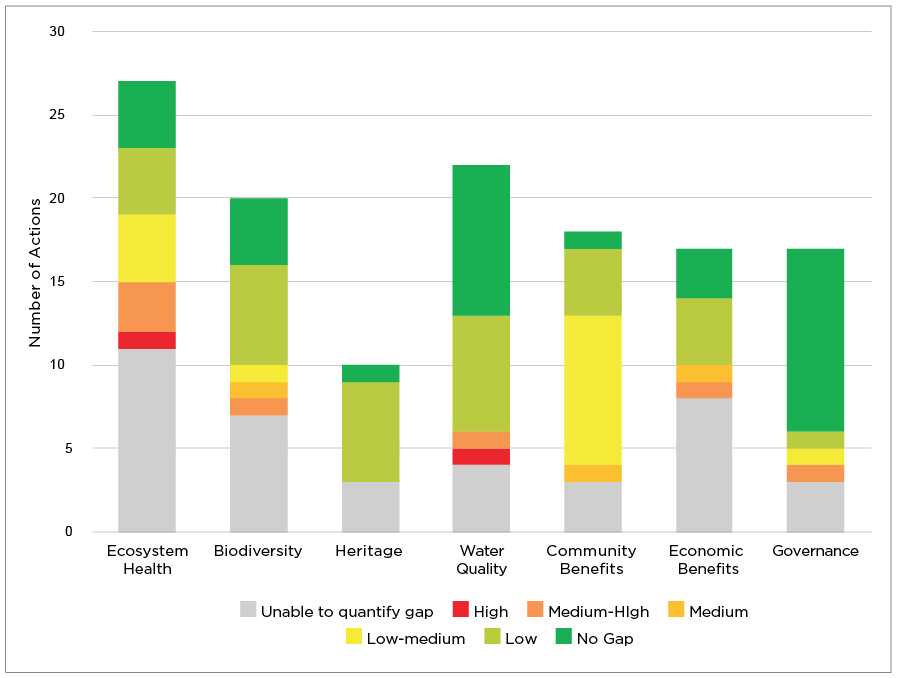 30
25
20
15
10
5
0
Number of Actions
Ecosystem Health
Biodiversity
Heritage
Water Quality
Community Benefits
Economic Benefits
Governance
Unable to quantify gap
High
Medium-HIgh
Medium
Low-medium
Low
No Gap